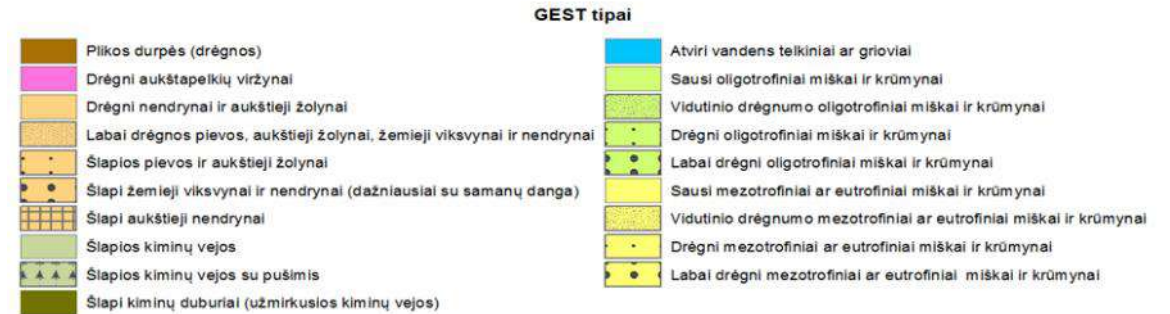 GEST tipai
Plikos durpės (drėgnos)
Drėgni aukštapelkių viržynai
Drėgni nendrynai ir aukštieji žolynai
Labai drėgnos pievos, aukštieji žolynai, žemieji viksvynai ir nendrynai
Šlapios pievos ir aukštieji žolynai
Šlapi žemieji viksvynai ir nendrynai (dažniausiai su samanų danga)
Šlapi aukštieji nendrynai
Šlapios kiminų vejos
Šlapios kiminų vejos su pušimis
Šlapi kiminų duburiai (užmirkusios kiminų vejos)
Atviri vandens telkiniai ar grioviai
Sausi oligotrofiniai miškai ir krūmynai
Vidutinio drėgnumo oligotrofiniai miškai ir krūmynai
Drėgni oligotrofiniai miškai ir krūmynai
Labai drėgni oligotrofiniai miškai ir krūmynai
Sausi mezotrofiniai ar eutrofiniai miškai ir krūmynai
Vidutinio drėgnumo mezotrofiniai ar eutrofiniai miškai ir krūmynai
Drėgni mezotrofiniai ar eutrofiniai miškai ir krūmynai
Labai drėgni mezotrofiniai ar eutrofiniai miškai ir krūmynai